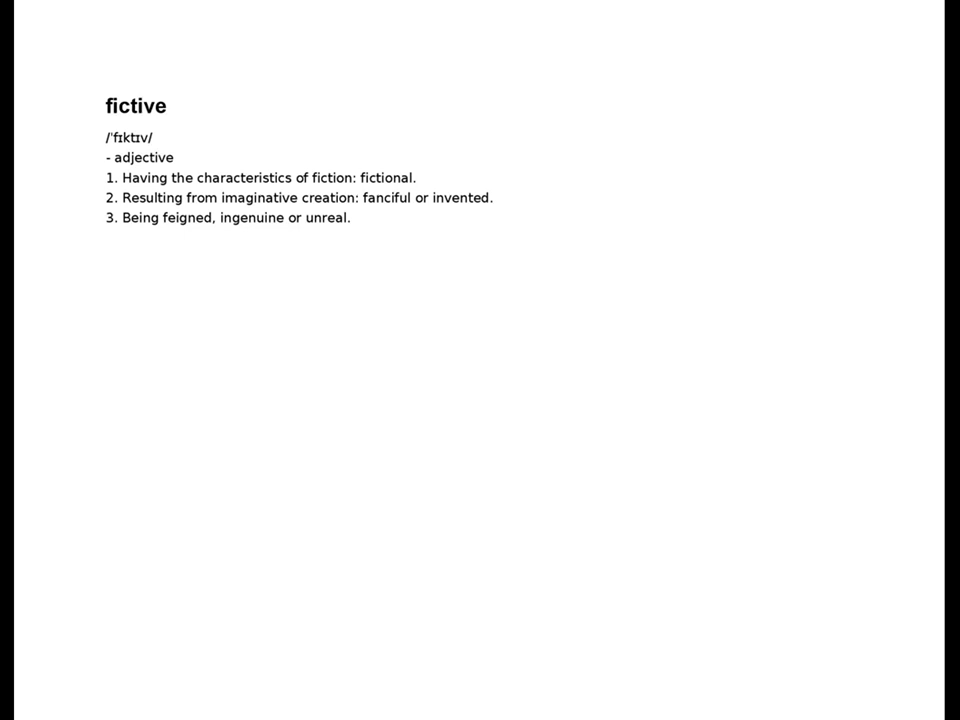 fictive
/ˈfɪktɪv/
- adjective
1. Having the characteristics of fiction: fictional.
2. Resulting from imaginative creation: fanciful or invented.
3. Being feigned, ingenuine or unreal.